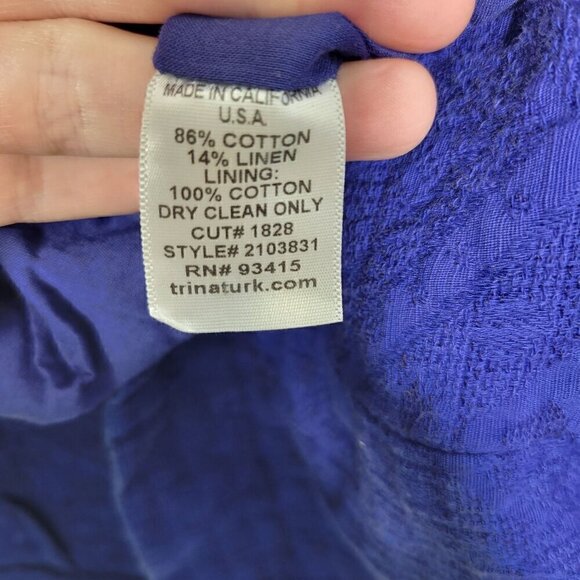 MADE IN CALIFORNIA
U.S.A.
86% COTTON
14% LINEN
LINING:
100% COTTON
DRY CLEAN ONLY
CUT# 1828
STYLE# 2103831
RN# 93415
trinaturk.com